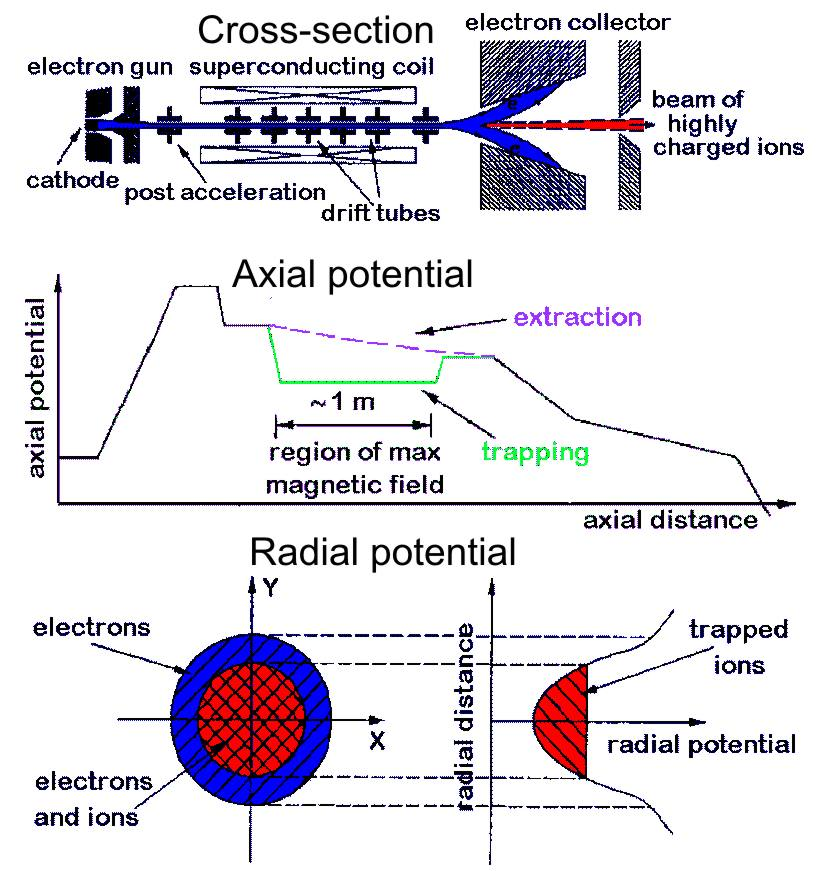 Cross-section
electron collector
electron gun
superconducting coil
e
beam of
highly
charged ions
cathode
post acceleration
drift tubes
e
Axial potential
axial potential
extraction
~ 1 m
region of max
magnetic field
trapping
axial distance
Radial potential
Y
electrons
X
electrons
and ions
radial distance
trapped
ions
radial potential